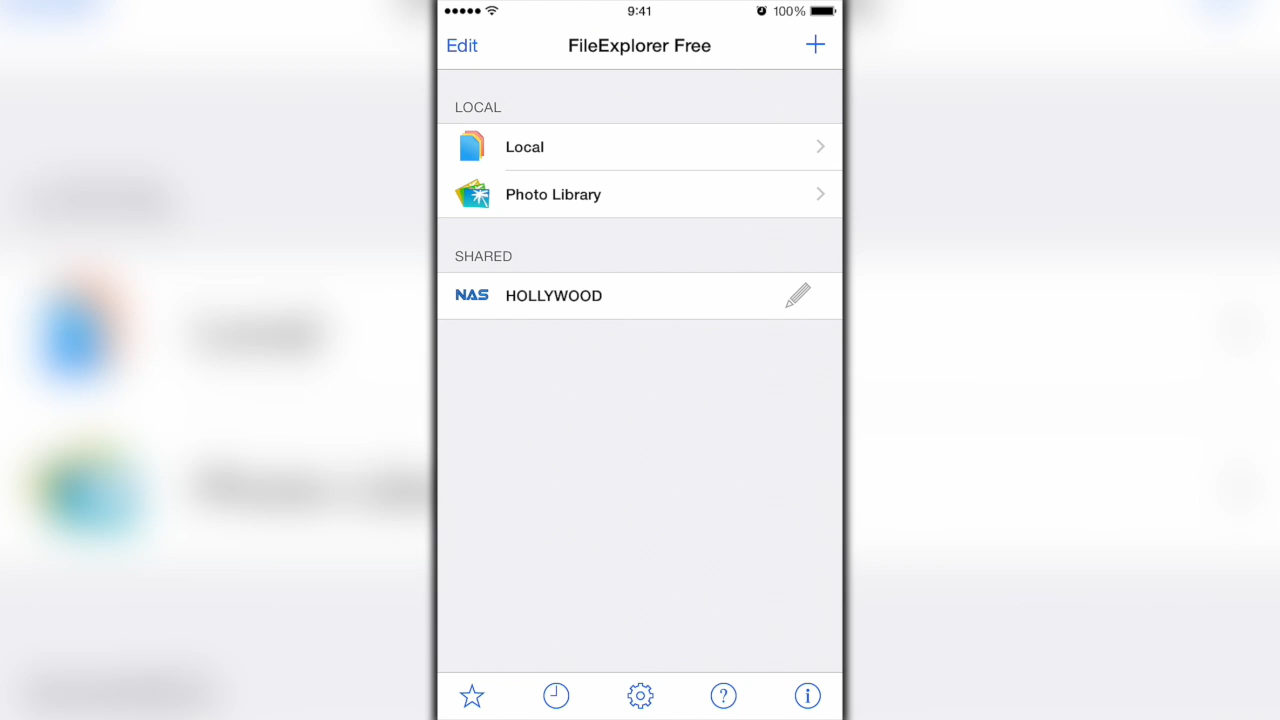 9:41 100%
Edit FileExplorer Free
LOCAL
Local
Photo Library
SHARED
NAS HOLLYWOOD